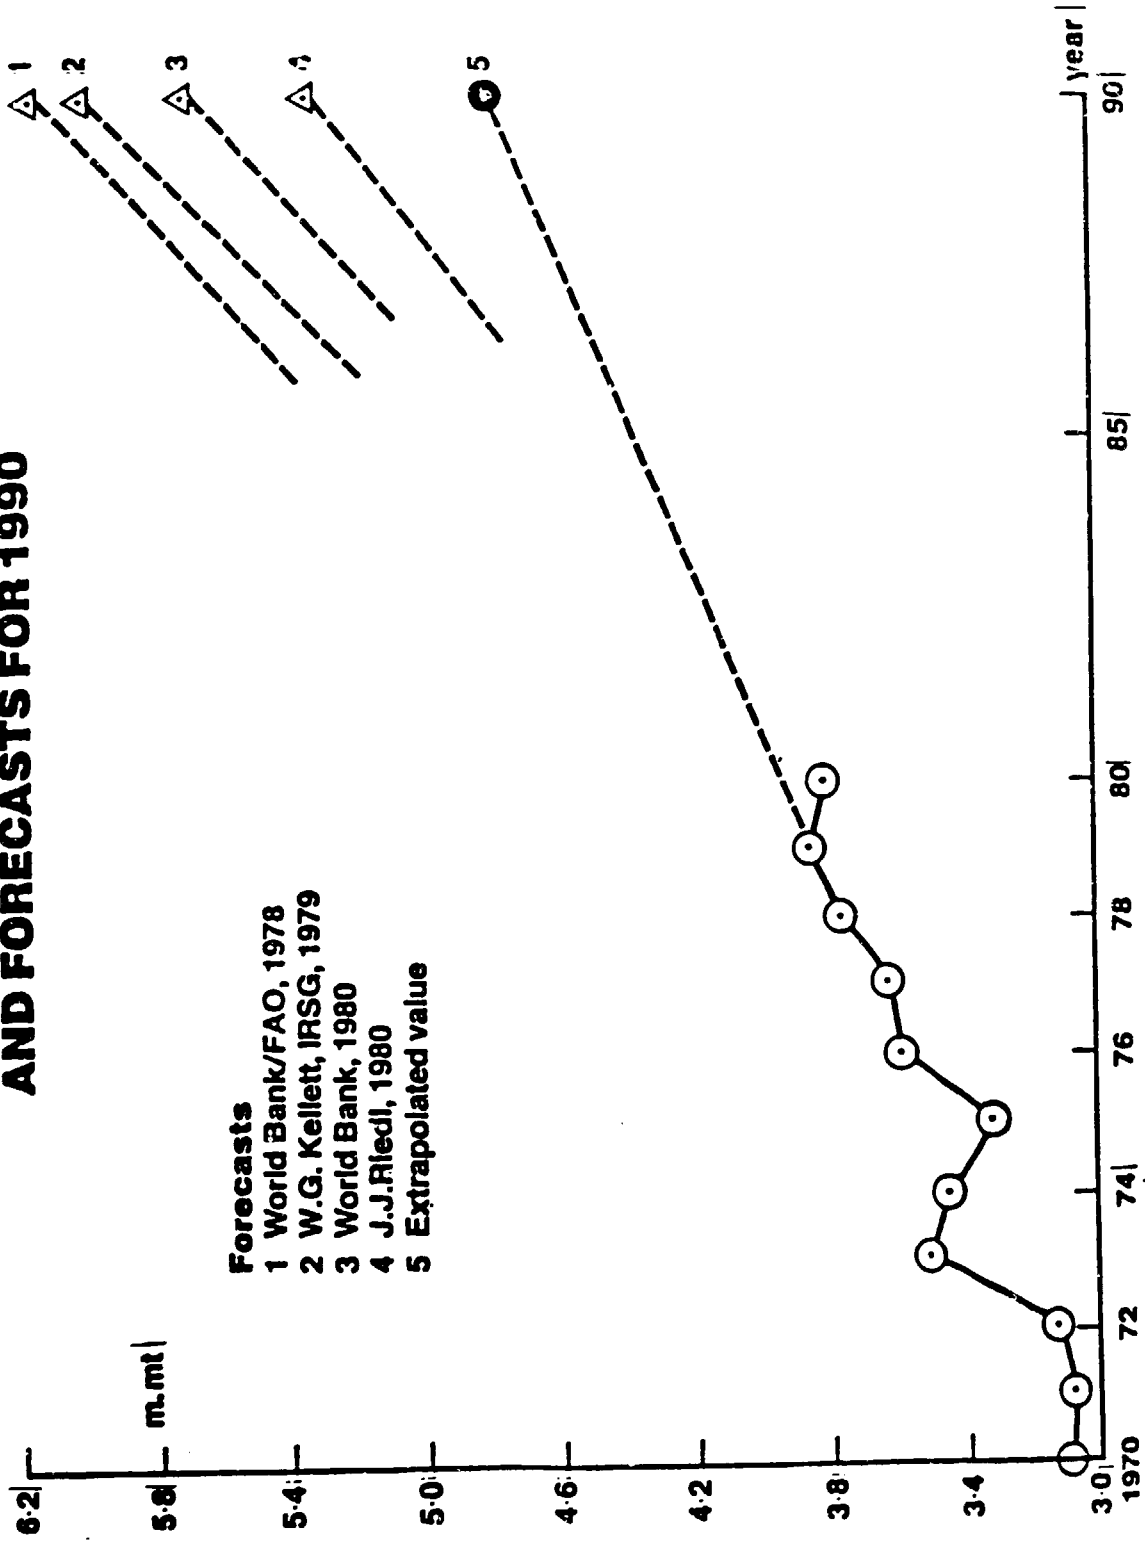 AND FORECASTS FOR 1990
6·2
5·8
5·4
5·0
4·6
4·2
3·8
3·4
3·0
m.mt
Forecasts
1 World Bank/FAO, 1978
2 W.G. Kellett, IRSG, 1979
3 World Bank, 1980
4 J.J.Riedl, 1980
5 Extrapolated value
1
2
3
4
5
1970
72
74
76
78
80
85
90
year